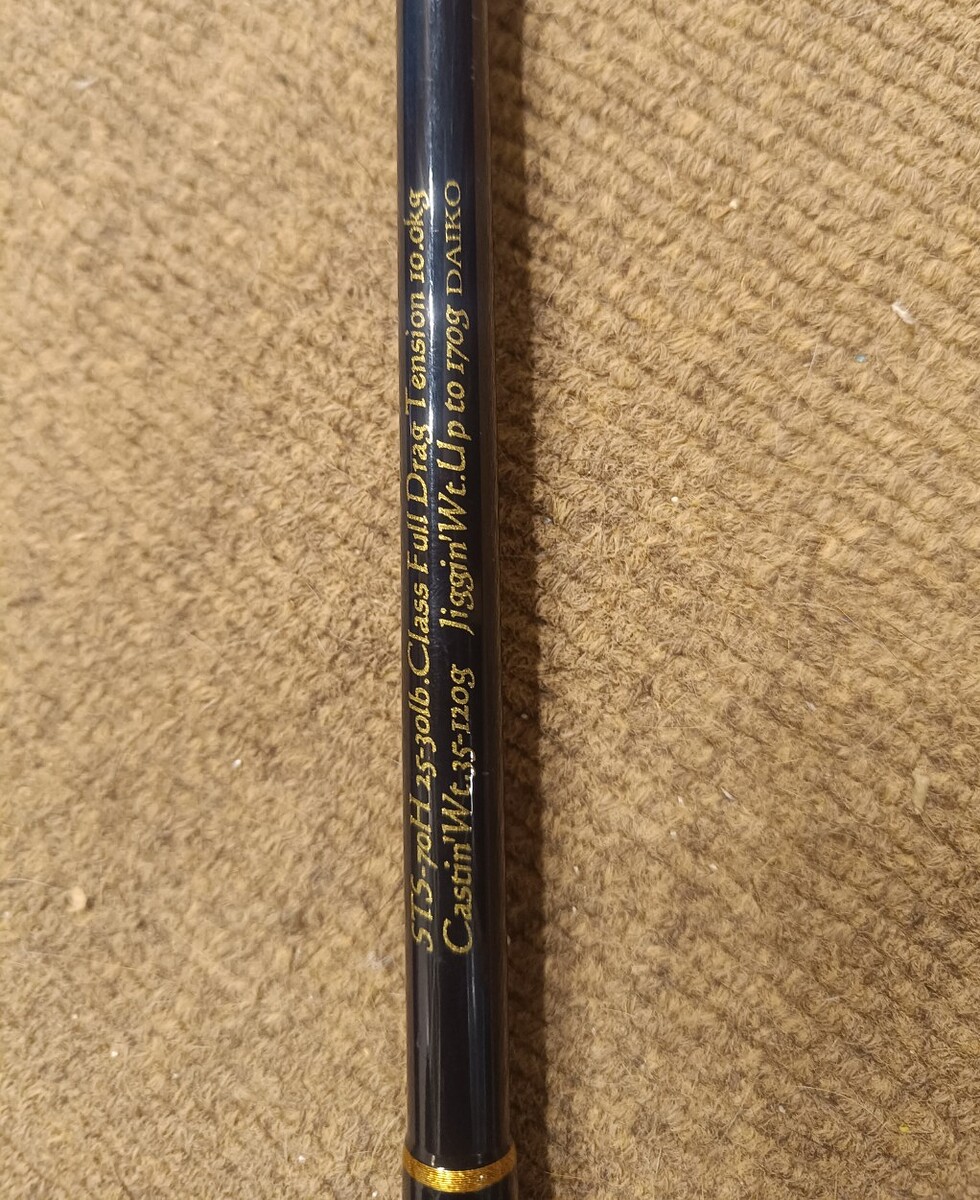 STS-70H 25-30lb.Class Full Drag Tension 10.0kg
Castin'Wt.35-120g Jiggin'Wt.Up to 170g DAIKO